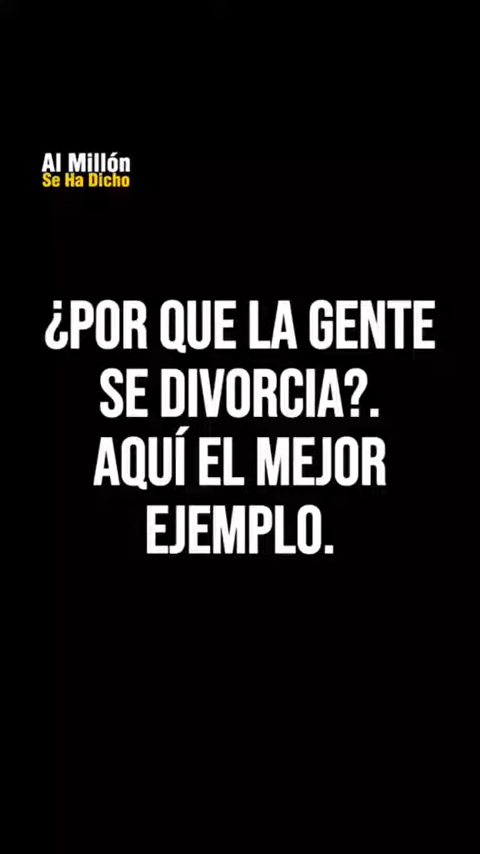 Al Millón
Se Ha Dicho
¿POR QUE LA GENTE
SE DIVORCIA?.
AQUÍ EL MEJOR
EJEMPLO.